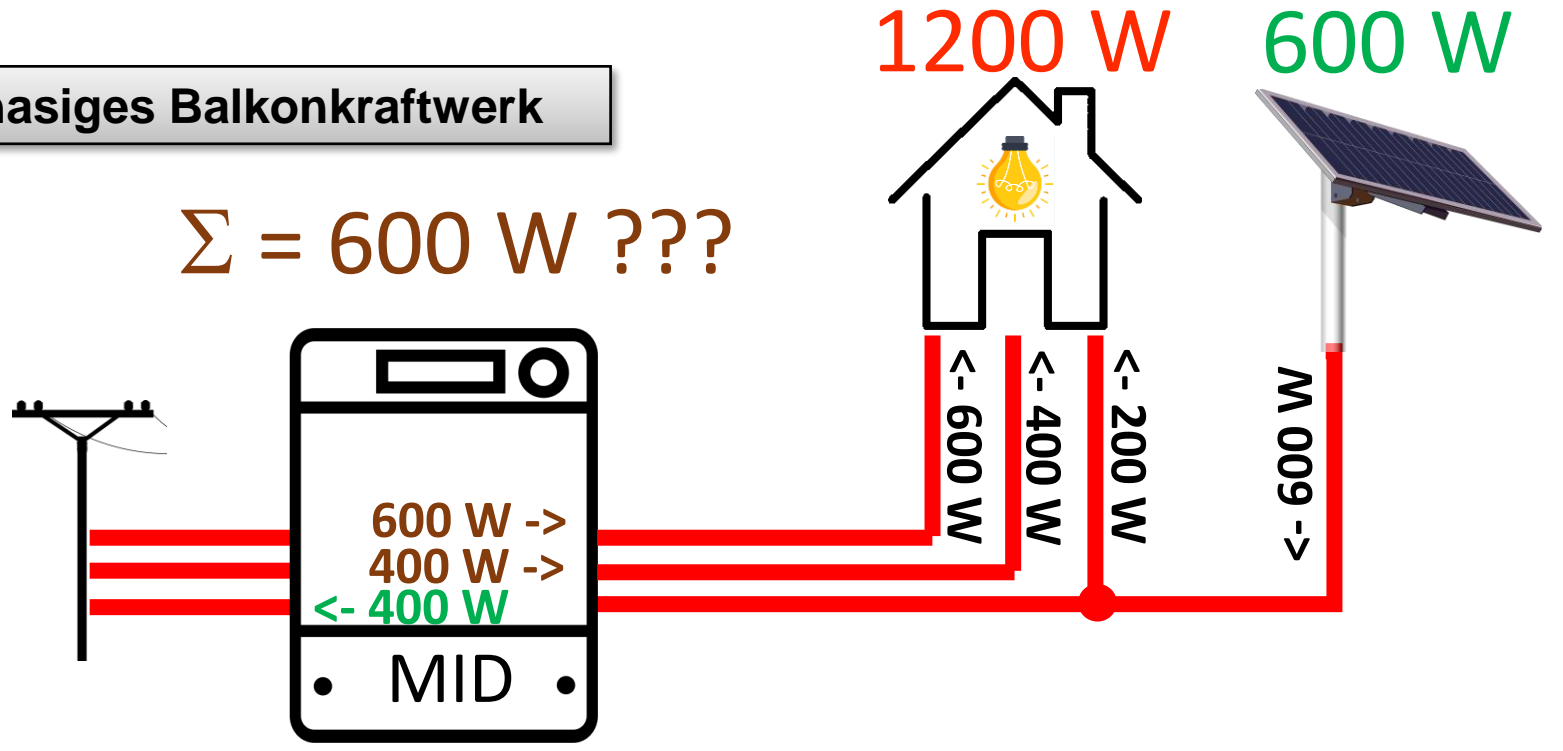 1200 W
600 W
hasiges Balkonkraftwerk
Σ = 600 W ???
<- 600 W
<- 400 W
<- 200 W
<- 600 W
600 W ->
400 W ->
<- 400 W
MID